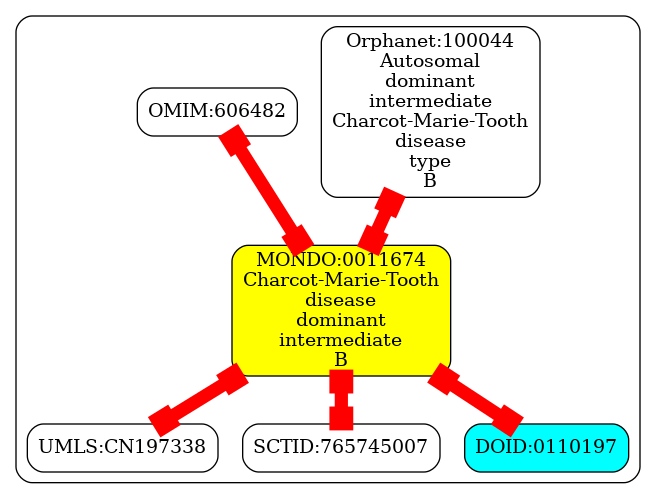 Orphanet:100044
Autosomal
dominant
intermediate
Charcot-Marie-Tooth
disease
type
B
OMIM:606482
MONDO:0011674
Charcot-Marie-Tooth
disease
dominant
intermediate
B
UMLS:CN197338
SCTID:765745007
DOID:0110197